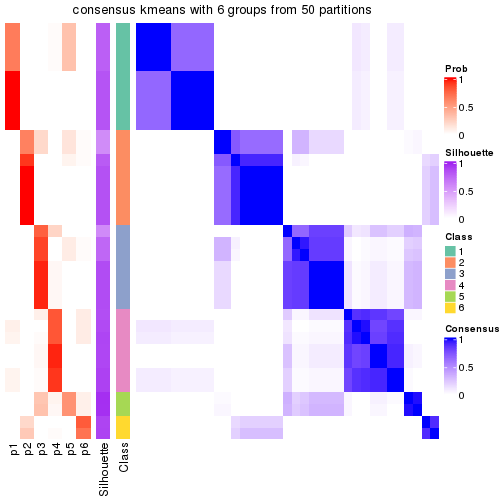 consensus kmeans with 6 groups from 50 partitions
Prob
1
0.5
0
Silhouette
1
0.5
0
Class
1
2
3
4
5
6
Consensus
1
0.5
0
p1
p2
p3
p4
p5
p6
Silhouette
Class